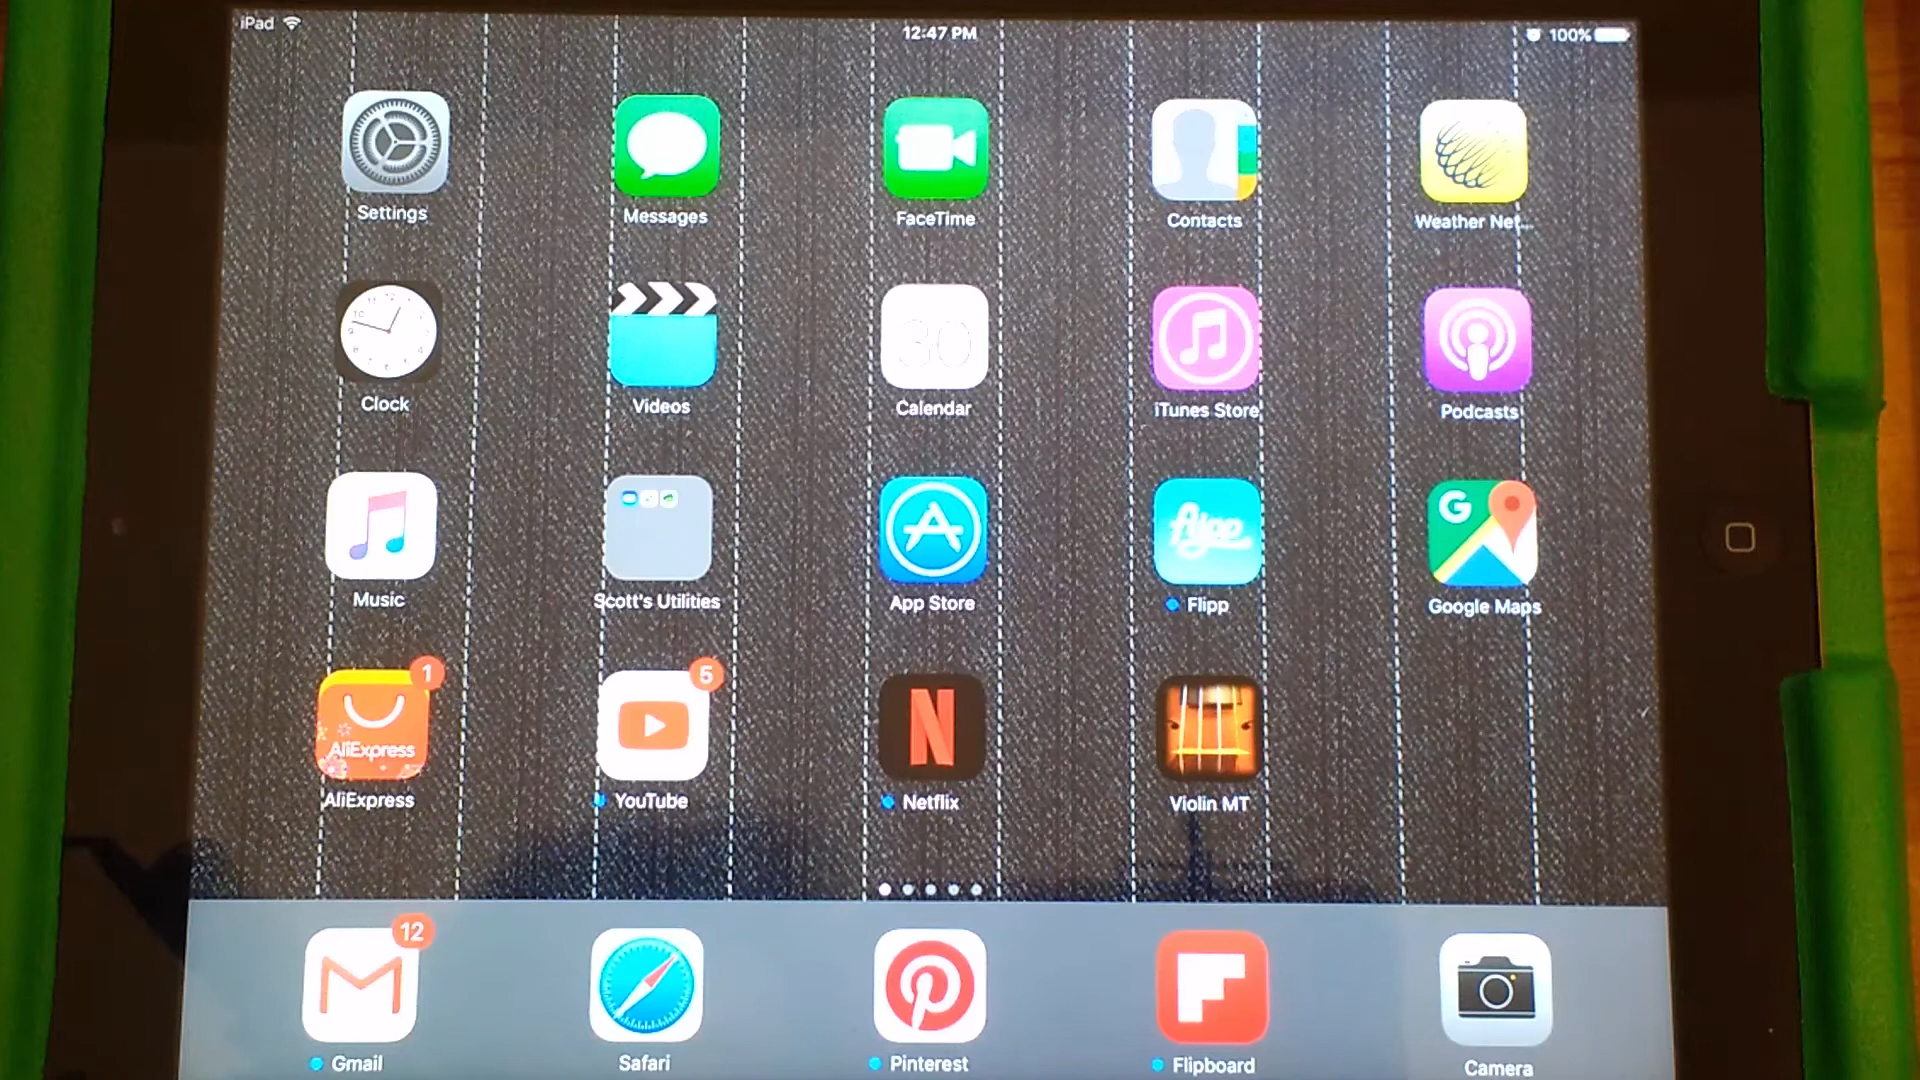 iPad 12:47 PM 100%
Settings Messages FaceTime Contacts Weather Net...
30
Clock Videos Calendar iTunes Store Podcasts
G flipp
Music Scott's Utilities App Store Flipp Google Maps
1 5
AliExpress N
AliExpress YouTube Netflix Violin MT
12
Gmail Safari Pinterest Flipboard Camera